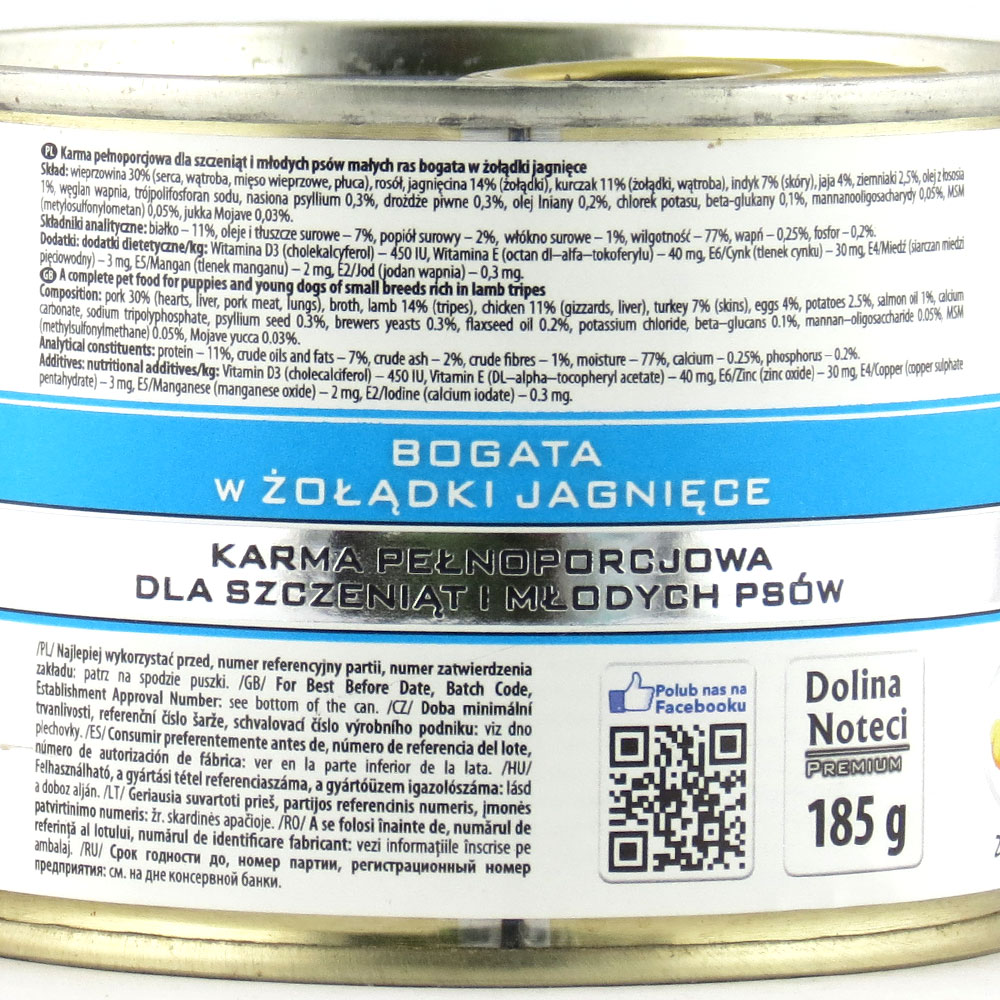 PL Karma pełnoporcjowa dla szczeniąt i młodych psów małych ras bogata w żołądki jagnięce
Skład: wieprzowina 30% (serca, wątroba, mięso wieprzowe, płuca), rosół, jagnięcina 14% (żołądki), kurczak 11% (żołądki, wątroba), indyk 7% (skóry), jaja 4%, ziemniaki 2,5%, olej z łososia
1%, węglan wapnia, trójpolifosforan sodu, nasiona psyllium 0,3%, drożdże piwne 0,3%, olej lniany 0,2%, chlorek potasu, beta-glukany 0,1%, mannanooligosacharydy 0,05%, MSM
(metylosulfonylometan) 0,05%, jukka Mojave 0,03%.
Składniki analityczne: białko – 11%, oleje i tłuszcze surowe – 7%, popiół surowy – 2%, włókno surowe – 1%, wilgotność – 77%, wapń – 0,25%, fosfor – 0,2%.
Dodatki: dodatki dietetyczne/kg: Witamina D3 (cholekalcyferol) – 450 IU, Witamina E (octan dl–alfa–tokoferylu) – 40 mg, E6/Cynk (tlenek cynku) – 30 mg, E4/Miedź (siarczan miedzi
piędowodny) – 3 mg, E5/Mangan (tlenek manganu) – 2 mg, E2/Jod (jodan wapnia) – 0,3 mg.
GB A complete pet food for puppies and young dogs of small breeds rich in lamb tripes
Composition: pork 30% (hearts, liver, pork meat, lungs), broth, lamb 14% (tripes), chicken 11% (gizzards, liver), turkey 7% (skins), eggs 4%, potatoes 2.5%, salmon oil 1%, calcium
carbonate, sodium tripolyphosphate, psyllium seed 0.3%, brewers yeasts 0.3%, flaxseed oil 0.2%, potassium chloride, beta–glucans 0.1%, mannan–oligosaccharide 0.05%, MSM
(methylsulfonylmethane) 0.05%, Mojave yucca 0.03%.
Analytical constituents: protein – 11%, crude oils and fats – 7%, crude ash – 2%, crude fibres – 1%, moisture – 77%, calcium – 0.25%, phosphorus – 0.2%.
Additives: nutritional additives/kg: Vitamin D3 (cholecalciferol) – 450 IU, Vitamin E (DL–alpha–tocopheryl acetate) – 40 mg, E6/Zinc (zinc oxide) – 30 mg, E4/Copper (copper sulphate
pentahydrate) – 3 mg, E5/Manganese (manganese oxide) – 2 mg, E2/Iodine (calcium iodate) – 0.3 mg.
BOGATA
W ŻOŁĄDKI JAGNIĘCE
KARMA PEŁNOPORCJOWA
DLA SZCZENIĄT I MŁODYCH PSÓW
/PL/ Najlepiej wykorzystać przed, numer referencyjny partii, numer zatwierdzenia
zakładu: patrz na spodzie puszki. /GB/ For Best Before Date, Batch Code,
Establishment Approval Number: see bottom of the can. /CZ/ Doba minimální
trvanlivosti, referenční číslo šarže, schvalovací číslo výrobního podniku: viz dno
plechovky. /ES/ Consumir preferentemente antes de, número de referencia del lote,
número de autorización de fábrica: ver en la parte inferior de la lata. /HU/
Felhasználható, a gyártási tétel referenciaszáma, a gyártóüzem igazolószáma: lásd
a doboz alján. /LT/ Geriausia suvartoti prieš, partijos referencinis numeris, įmonės
patvirtinimo numeris: žr. skardinės apačioje. /RO/ A se folosi înainte de, numărul de
referință al lotului, numărul de identificare fabricant: vezi informațiile înscrise pe
ambalaj. /RU/ Срок годности до, номер партии, регистрационный номер
предприятия: см. на дне консервной банки.
Polub nas na
Facebooku
Dolina
Noteci
PREMIUM
185 g